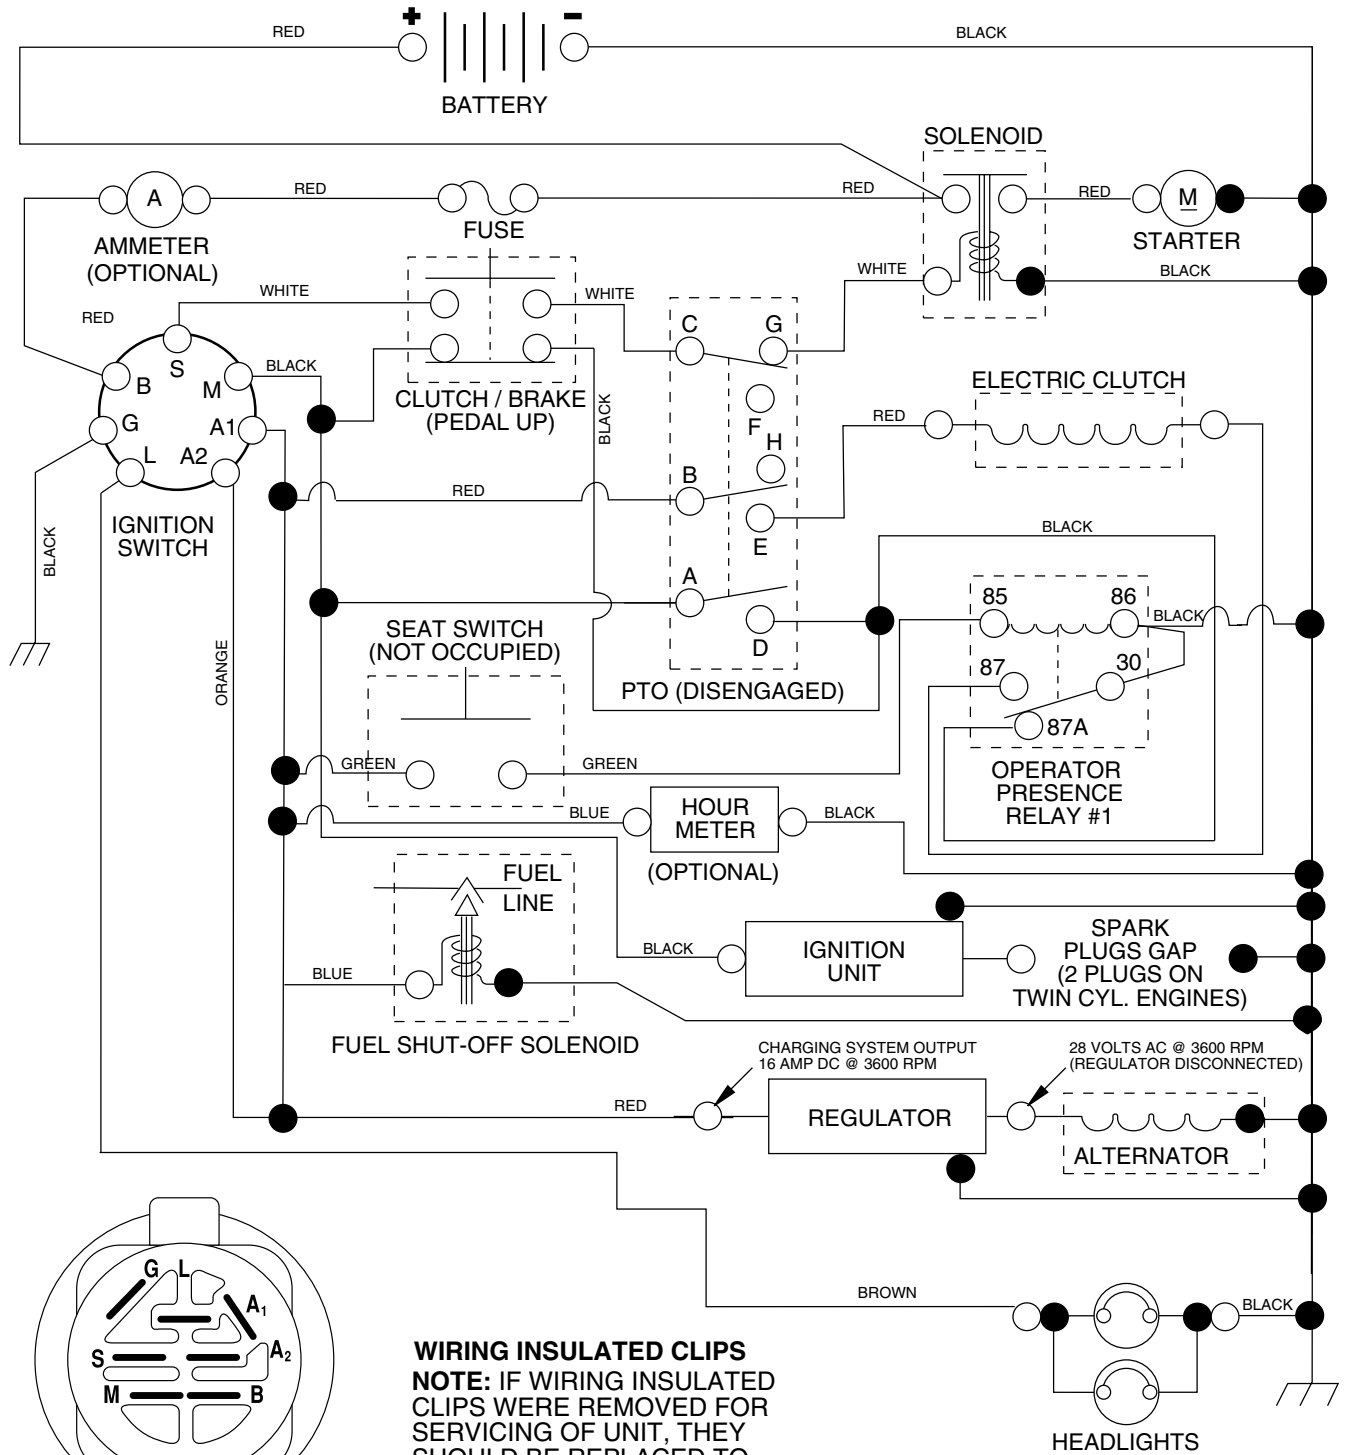 + −
RED
BLACK
BATTERY
SOLENOID
A
RED
RED
RED
M
FUSE
STARTER
AMMETER
(OPTIONAL)
WHITE
BLACK
WHITE
WHITE
RED
C G
S
B
M
BLACK
ELECTRIC CLUTCH
CLUTCH / BRAKE
(PEDAL UP)
BLACK
F
RED
G
A1
H
L
A2
B
RED
IGNITION
SWITCH
BLACK
BLACK
E
A
85 86
BLACK
SEAT SWITCH
(NOT OCCUPIED)
D
ORANGE
87 30
PTO (DISENGAGED)
87A
GREEN
GREEN
OPERATOR
PRESENCE
RELAY #1
BLUE
HOUR
METER
BLACK
(OPTIONAL)
FUEL
LINE
SPARK
PLUGS GAP
(2 PLUGS ON
TWIN CYL. ENGINES)
BLACK
IGNITION
UNIT
BLUE
FUEL SHUT-OFF SOLENOID
CHARGING SYSTEM OUTPUT
16 AMP DC @ 3600 RPM
28 VOLTS AC @ 3600 RPM
(REGULATOR DISCONNECTED)
RED
REGULATOR
ALTERNATOR
G L
A1
S
A2
M
B
BROWN
BLACK
HEADLIGHTS
WIRING INSULATED CLIPS
NOTE: IF WIRING INSULATED
CLIPS WERE REMOVED FOR
SERVICING OF UNIT, THEY
SHOULD BE REPLACED TO